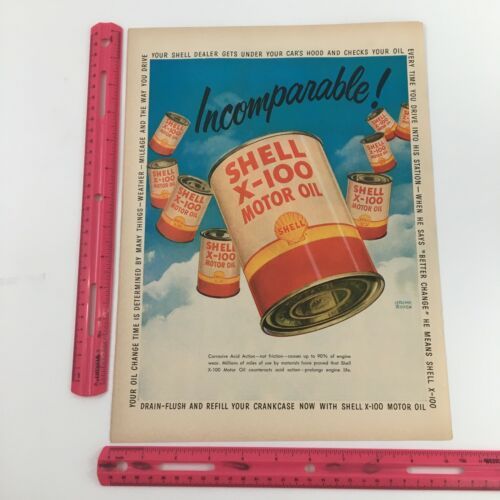 YOUR SHELL DEALER GETS UNDER YOUR CAR'S HOOD AND CHECKS YOUR OIL
EVERY TIME YOU DRIVE INTO HIS STATION—WHEN HE SAYS "BETTER CHANGE" HE MEANS SHELL X-100
DRAIN-FLUSH AND REFILL YOUR CRANKCASE NOW WITH SHELL X-100 MOTOR OIL
YOUR OIL CHANGE TIME IS DETERMINED BY MANY THINGS—WEATHER—MILEAGE AND THE WAY YOU DRIVE
Incomparable!
SHELL
X-100
MOTOR OIL
SHELL
SHELL
X-100
MOTOR OIL
SHELL
X-100
MOTOR OIL
SHELL
X-100
MOTOR OIL
SHELL
X-100
MOTOR OIL
Corrosive Acid Action—not friction—causes up to 90% of engine
wear. Millions of miles of use by motorists have proved that Shell
X-100 Motor Oil counteracts acid action—prolongs engine life.